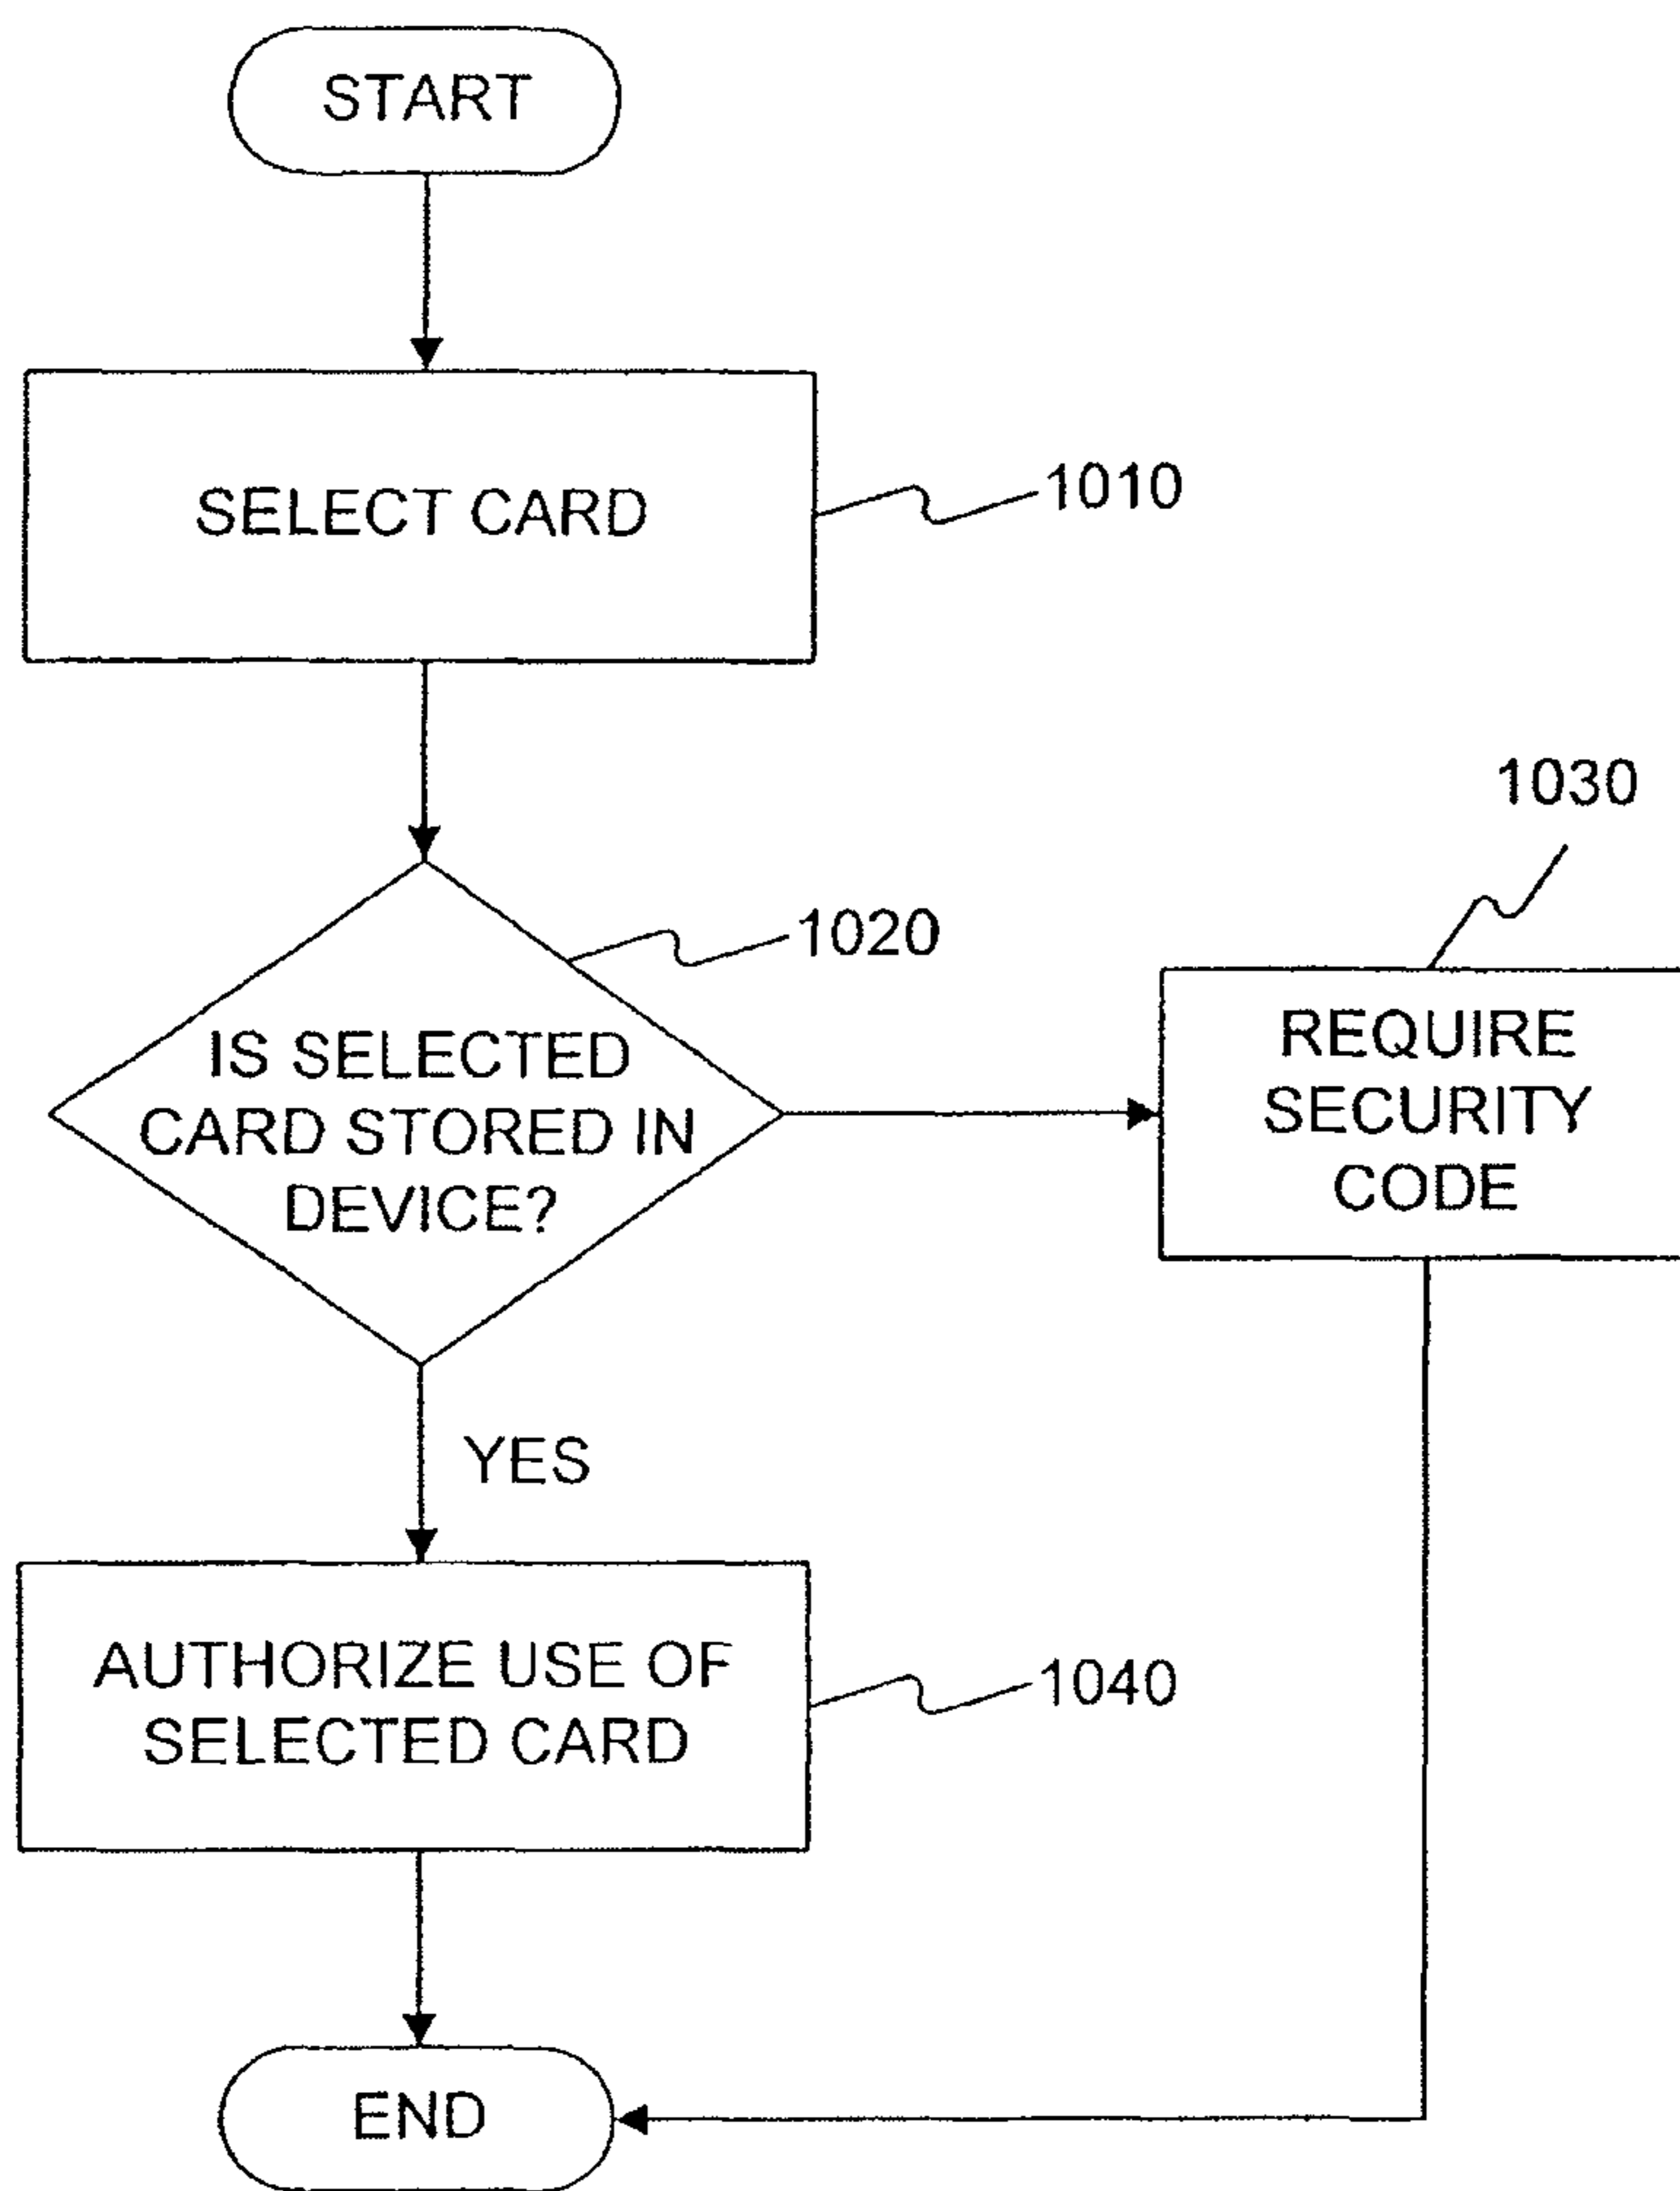 START
SELECT CARD
1010
1030
1020
IS SELECTED
CARD STORED IN
DEVICE?
REQUIRE
SECURITY
CODE
YES
AUTHORIZE USE OF
SELECTED CARD
1040
END